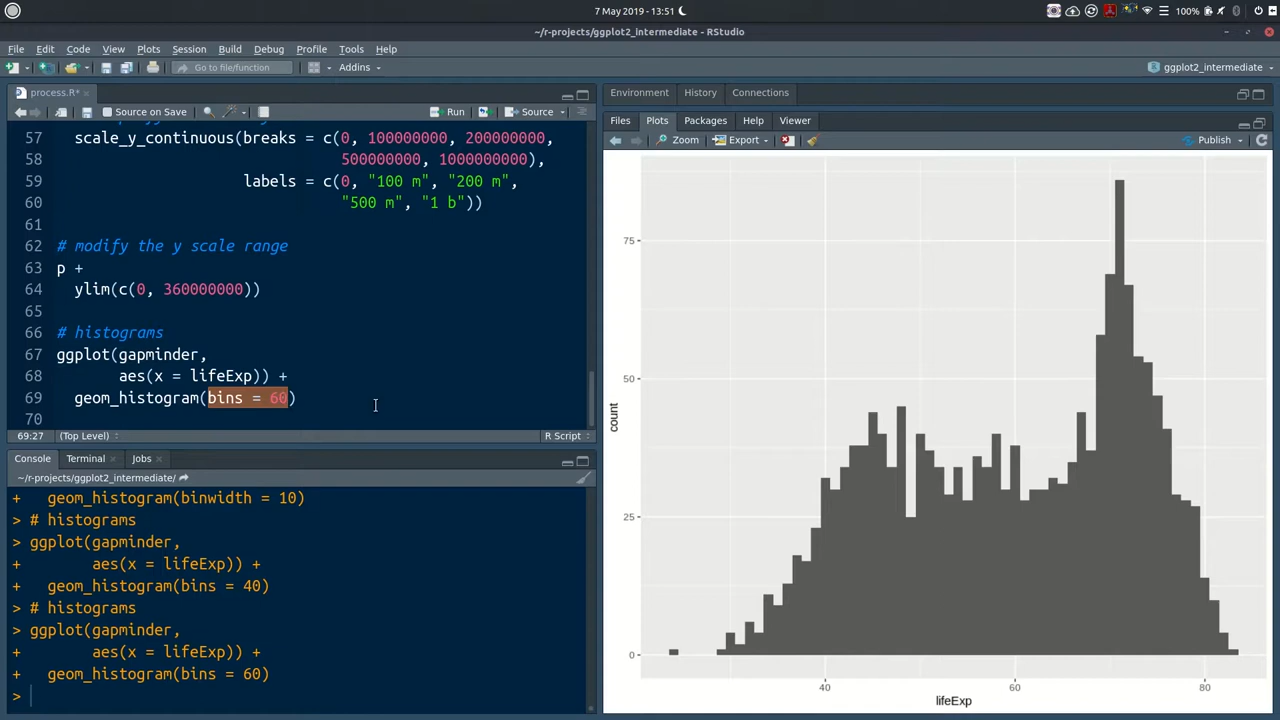 7 May 2019 - 13:51
100%
~/r-projects/ggplot2_intermediate - RStudio
File Edit Code View Plots Session Build Debug Profile Tools Help
Go to file/function Addins ggplot2_intermediate
process.R*
Source on Save Run Source
57 scale_y_continuous(breaks = c(0, 100000000, 200000000,
58 500000000, 1000000000),
59 labels = c(0, "100 m", "200 m",
60 "500 m", "1 b"))
61
62 # modify the y scale range
63 p +
64 ylim(c(0, 360000000))
65
66 # histograms
67 ggplot(gapminder,
68 aes(x = lifeExp)) +
69 geom_histogram(bins = 60)
70
69:27 (Top Level) R Script
Console Terminal Jobs
~/r-projects/ggplot2_intermediate/
+ geom_histogram(binwidth = 10)
> # histograms
> ggplot(gapminder,
+ aes(x = lifeExp)) +
+ geom_histogram(bins = 40)
> # histograms
> ggplot(gapminder,
+ aes(x = lifeExp)) +
+ geom_histogram(bins = 60)
>
Environment History Connections
Files Plots Packages Help Viewer
Zoom Export Publish
75
50
25
0
count
40 60 80
lifeExp